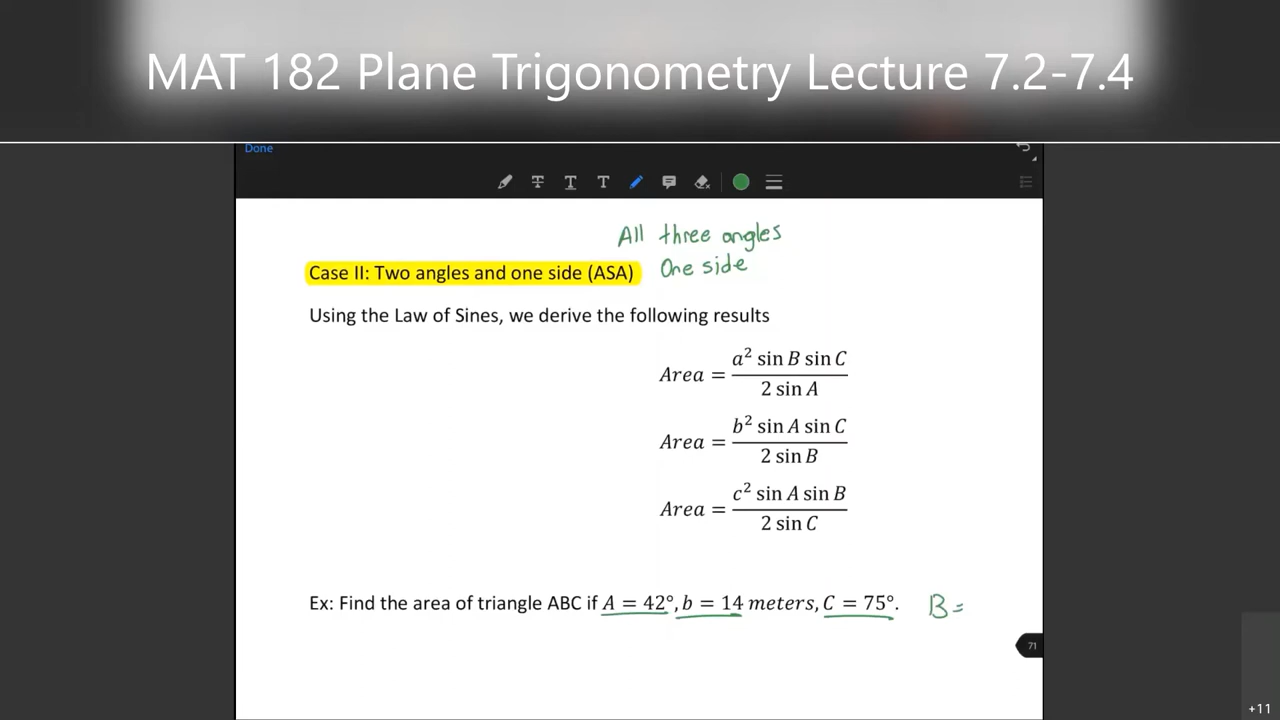 MAT 182 Plane Trigonometry Lecture 7.2-7.4
Done
All three angles
Case II: Two angles and one side (ASA)
One side
Using the Law of Sines, we derive the following results
Area = a² sin B sin C / 2 sin A
Area = b² sin A sin C / 2 sin B
Area = c² sin A sin B / 2 sin C
Ex: Find the area of triangle ABC if A = 42°, b = 14 meters, C = 75°. B=
71
+11